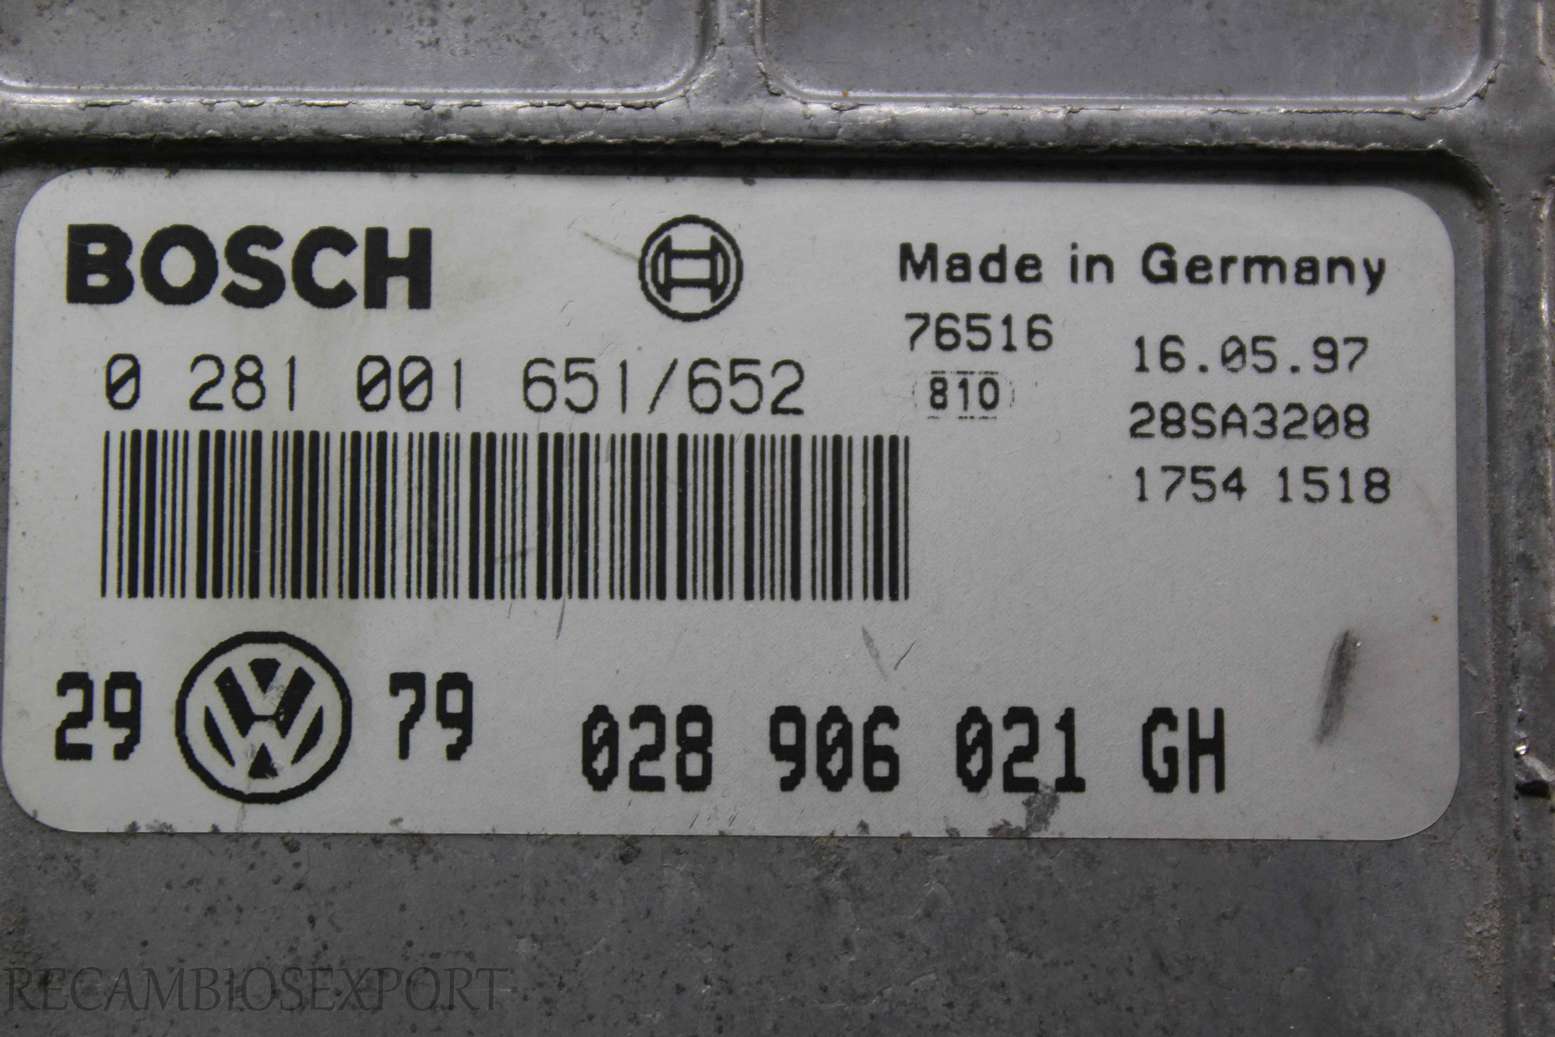 BOSCH
Made in Germany
0 281 001 651/652
76516
810
16.05.97
28SA3208
1754 1518
29 VW 79
028 906 021 GH
RECAMBIOSEXPORT